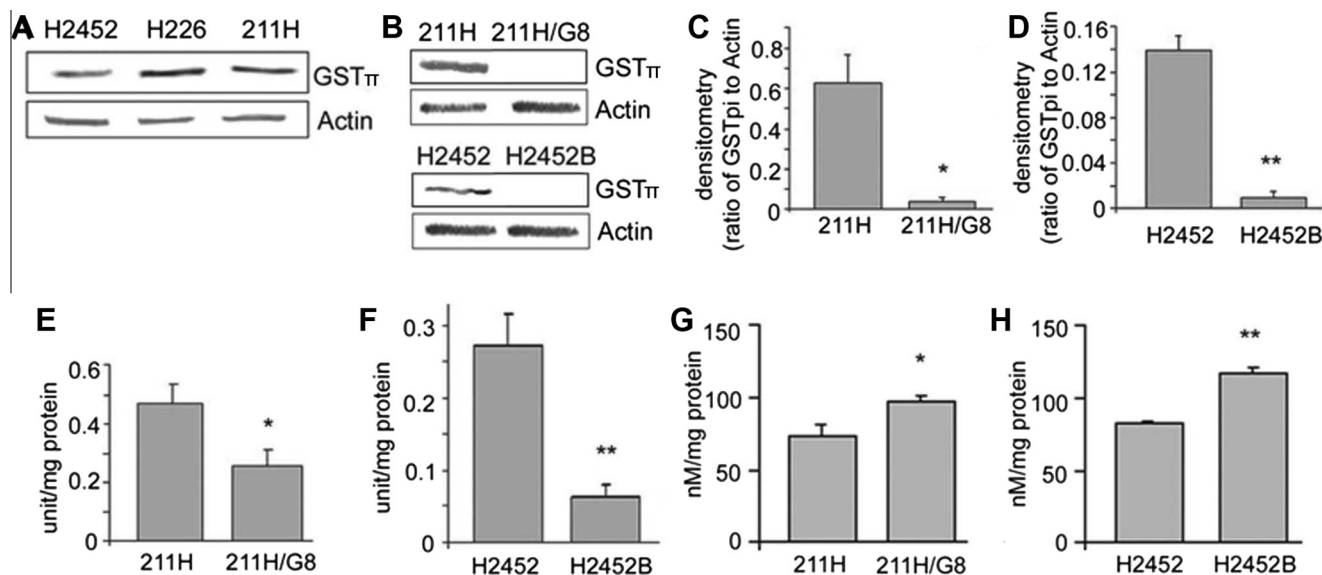 A
H2452 H226 211H
GSTπ
Actin
B
211H 211H/G8
GSTπ
Actin
H2452 H2452B
GSTπ
Actin
C
densitometry
(ratio of GSTpi to Actin
0.8
0.6
0.4
0.2
0
*
211H 211H/G8
D
densitometry
(ratio of GSTpi to Actin
0.16
0.12
0.08
0.04
0
**
H2452 H2452B
E
unit/mg protein
0.6
0.4
0.2
0
*
211H 211H/G8
F
unit/mg protein
0.3
0.2
0.1
0
**
H2452 H2452B
G
nM/mg protein
150
100
50
0
*
211H 211H/G8
H
nM/mg protein
150
100
50
0
**
H2452 H2452B